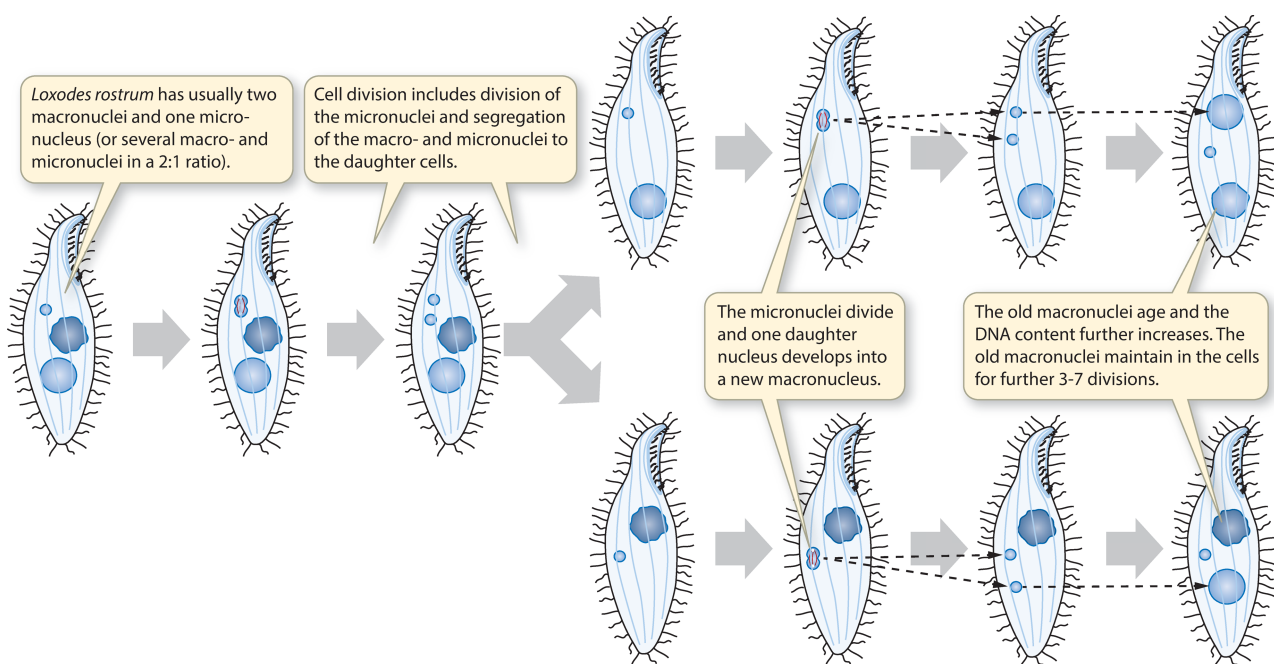 Loxodes rostrum has usually two
macronuclei and one micro-
nucleus (or several macro- and
micronuclei in a 2:1 ratio).
Cell division includes division of
the micronuclei and segregation
of the macro- and micronuclei to
the daughter cells.
The micronuclei divide
and one daughter
nucleus develops into
a new macronucleus.
The old macronuclei age and the
DNA content further increases. The
old macronuclei maintain in the cells
for further 3-7 divisions.